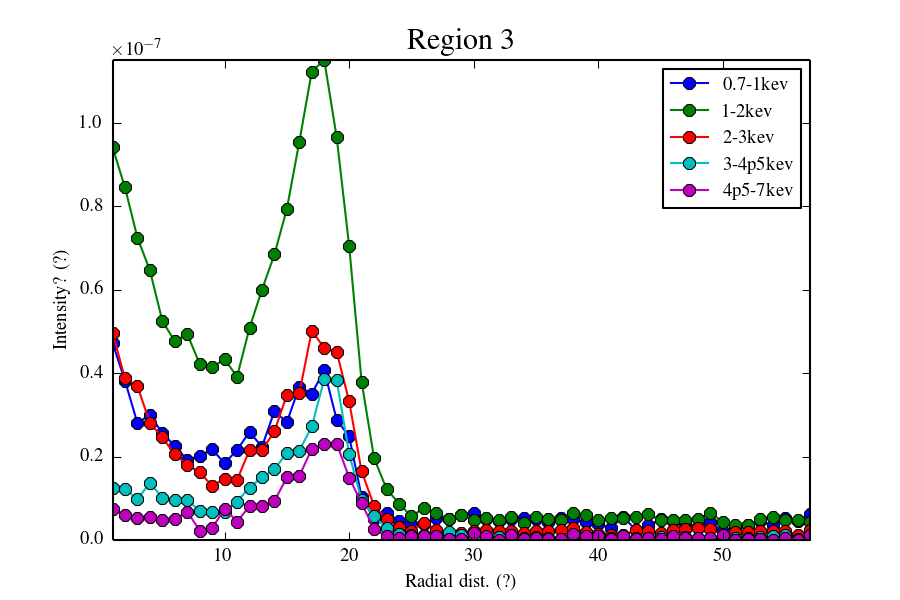 Region 3
×10⁻⁷
0.7-1kev
1-2kev
2-3kev
3-4p5kev
4p5-7kev
Intensity? (?)
1.0
0.8
0.6
0.4
0.2
0.0
10 20 30 40 50
Radial dist. (?)